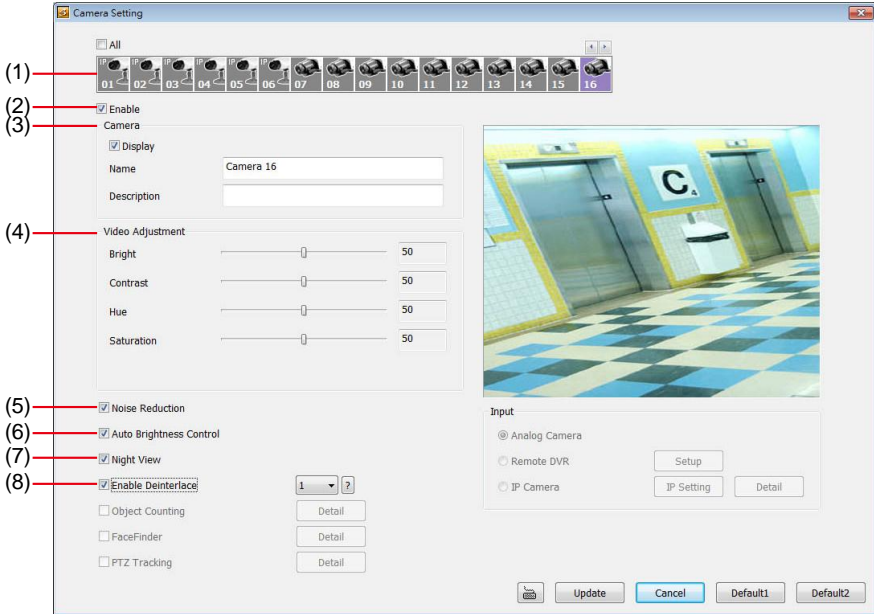 Camera Setting
All
(1)
IP 01 IP 02 IP 03 IP 04 IP 05 IP 06 07 08 09 10 11 12 13 14 15 16
(2) Enable
(3) Camera
Display
Name Camera 16
Description
(4) Video Adjustment
Bright 50
Contrast 50
Hue 50
Saturation 50
C 4
(5) Noise Reduction
(6) Auto Brightness Control
(7) Night View
(8) Enable Deinterlace 1 ?
Object Counting Detail
FaceFinder Detail
PTZ Tracking Detail
Input
Analog Camera
Remote DVR Setup
IP Camera IP Setting Detail
Update Cancel Default1 Default2